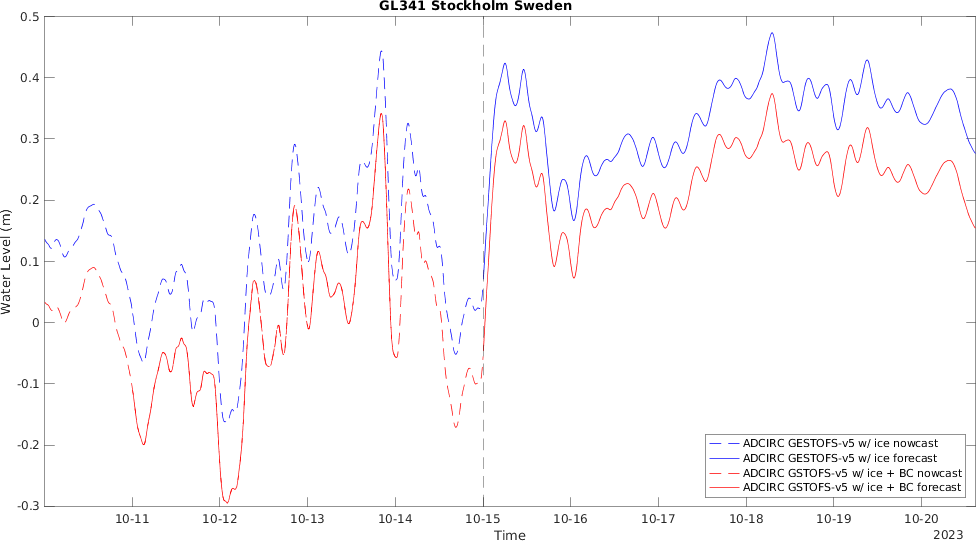 GL341 Stockholm Sweden
Water Level (m)
0.5
0.4
0.3
0.2
0.1
0
-0.1
-0.2
-0.3
ADCIRC GESTOFS-v5 w/ ice nowcast
ADCIRC GESTOFS-v5 w/ ice forecast
ADCIRC GSTOFS-v5 w/ ice + BC nowcast
ADCIRC GSTOFS-v5 w/ ice + BC forecast
10-11 10-12 10-13 10-14 10-15 10-16 10-17 10-18 10-19 10-20
Time
2023